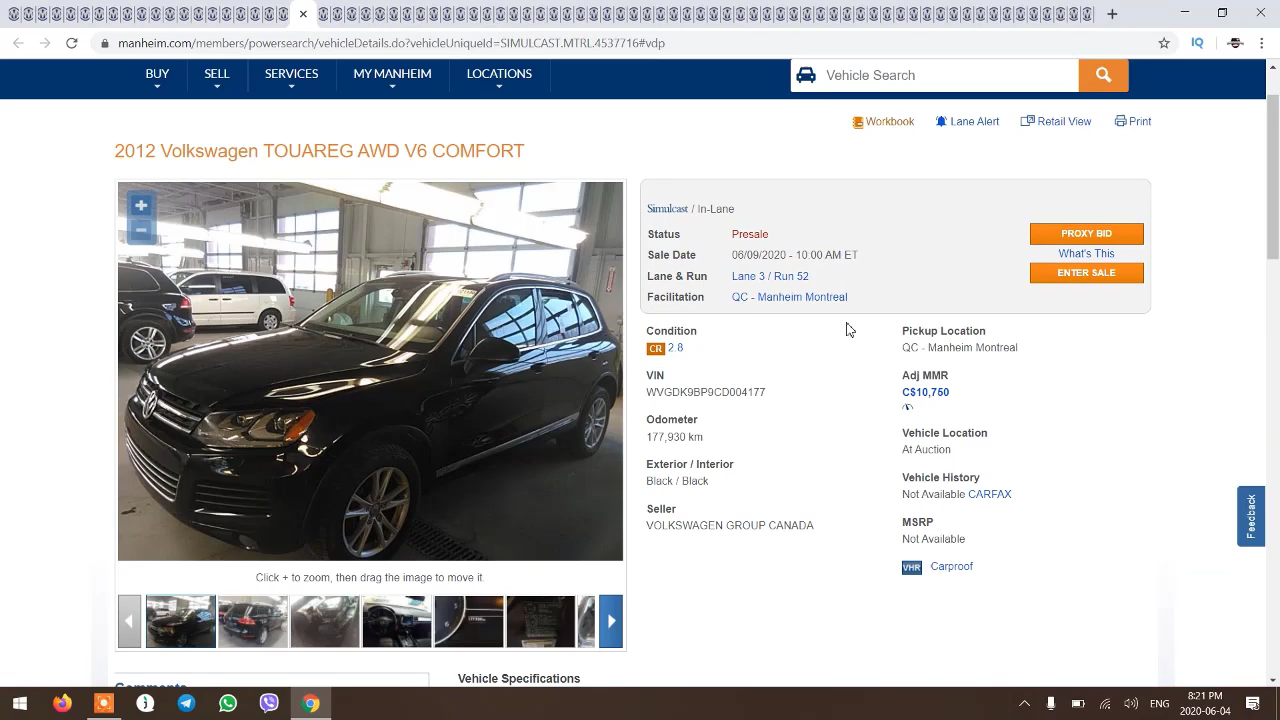 manheim.com/members/powersearch/vehicleDetails.do?vehicleUniqueId=SIMULCAST.MTRL.4537716#vdp
IQ
BUY
SELL
SERVICES
MY MANHEIM
LOCATIONS
Vehicle Search
Workbook
Lane Alert
Retail View
Print
2012 Volkswagen TOUAREG AWD V6 COMFORT
Simulcast / In-Lane
Status Presale
Sale Date 06/09/2020 - 10:00 AM ET
Lane & Run Lane 3 / Run 52
Facilitation QC - Manheim Montreal
PROXY BID
What's This
ENTER SALE
Condition
CR 2.8
VIN
WVGDK9BP9CD004177
Odometer
177,930 km
Exterior / Interior
Black / Black
Seller
VOLKSWAGEN GROUP CANADA
Pickup Location
QC - Manheim Montreal
Adj MMR
C$10,750
Vehicle Location
At Auction
Vehicle History
Not Available CARFAX
MSRP
Not Available
VHR Carproof
Feedback
Click + to zoom, then drag the image to move it.
Comments
Vehicle Specifications
ENG
8:21 PM
2020-06-04